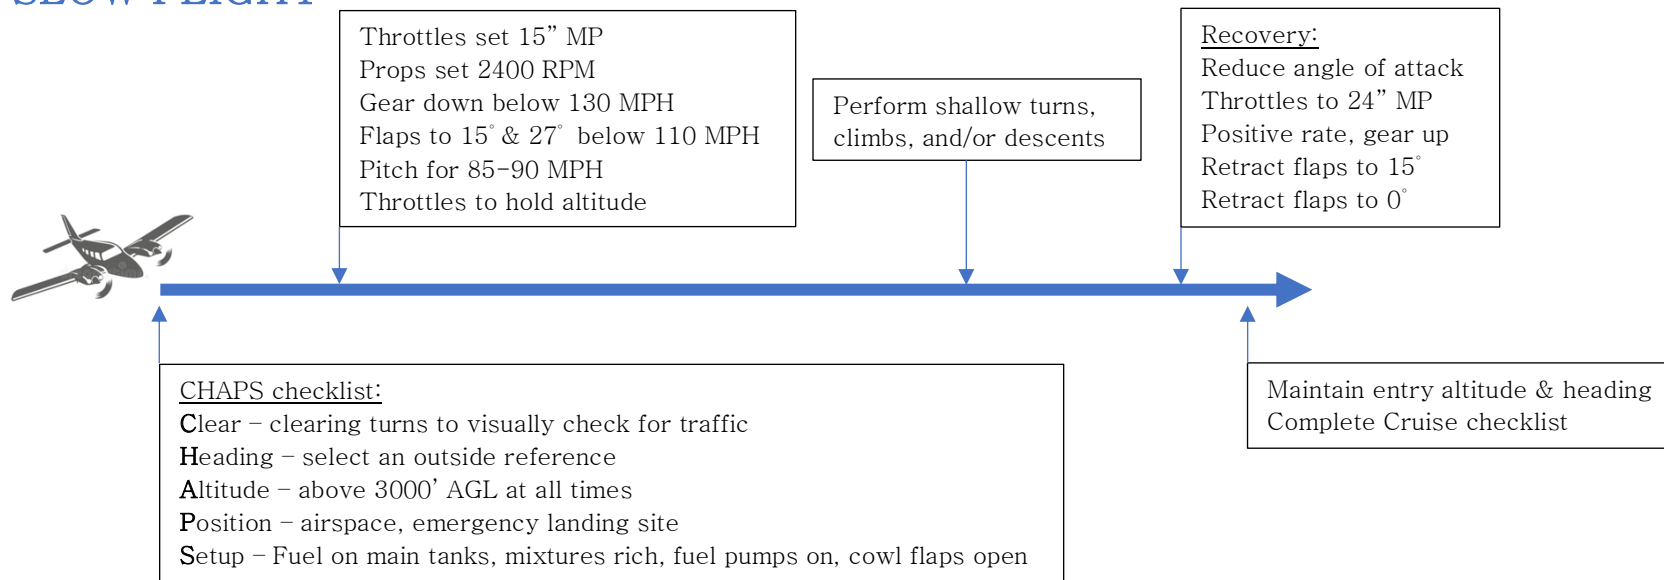 SLOW FLIGHT
Throttles set 15” MP
Props set 2400 RPM
Gear down below 130 MPH
Flaps to 15° & 27° below 110 MPH
Pitch for 85-90 MPH
Throttles to hold altitude
Perform shallow turns,
climbs, and/or descents
Recovery:
Reduce angle of attack
Throttles to 24” MP
Positive rate, gear up
Retract flaps to 15°
Retract flaps to 0°
CHAPS checklist:
Clear – clearing turns to visually check for traffic
Heading – select an outside reference
Altitude – above 3000’ AGL at all times
Position – airspace, emergency landing site
Setup – Fuel on main tanks, mixtures rich, fuel pumps on, cowl flaps open
Maintain entry altitude & heading
Complete Cruise checklist